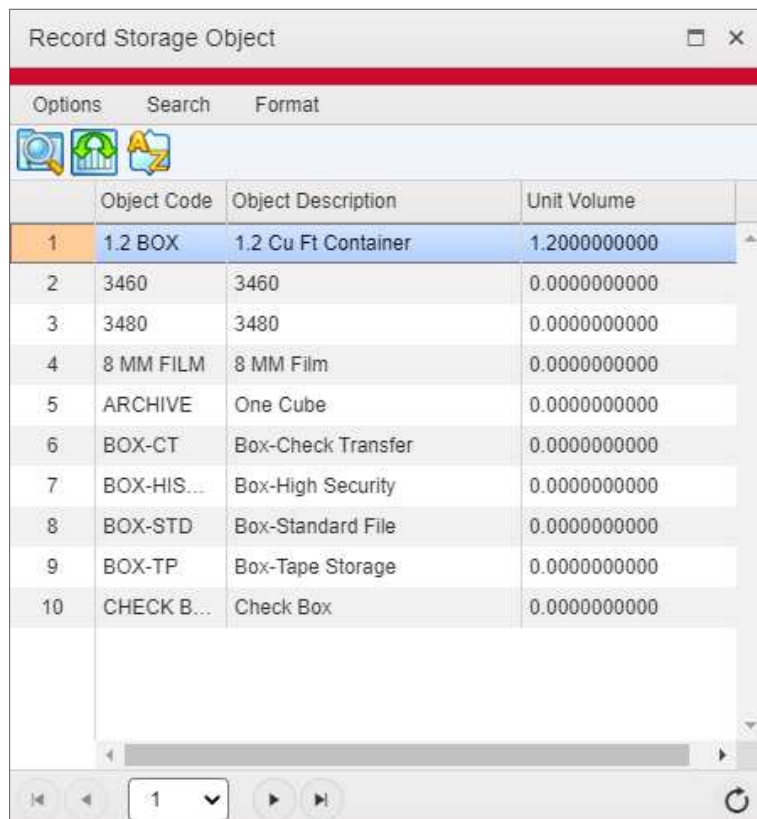 Record Storage Object
Options Search Format
A Z
Object Code Object Description Unit Volume
1 1.2 BOX 1.2 Cu Ft Container 1.2000000000
2 3460 3460 0.0000000000
3 3480 3480 0.0000000000
4 8 MM FILM 8 MM Film 0.0000000000
5 ARCHIVE One Cube 0.0000000000
6 BOX-CT Box-Check Transfer 0.0000000000
7 BOX-HIS... Box-High Security 0.0000000000
8 BOX-STD Box-Standard File 0.0000000000
9 BOX-TP Box-Tape Storage 0.0000000000
10 CHECK B... Check Box 0.0000000000
1